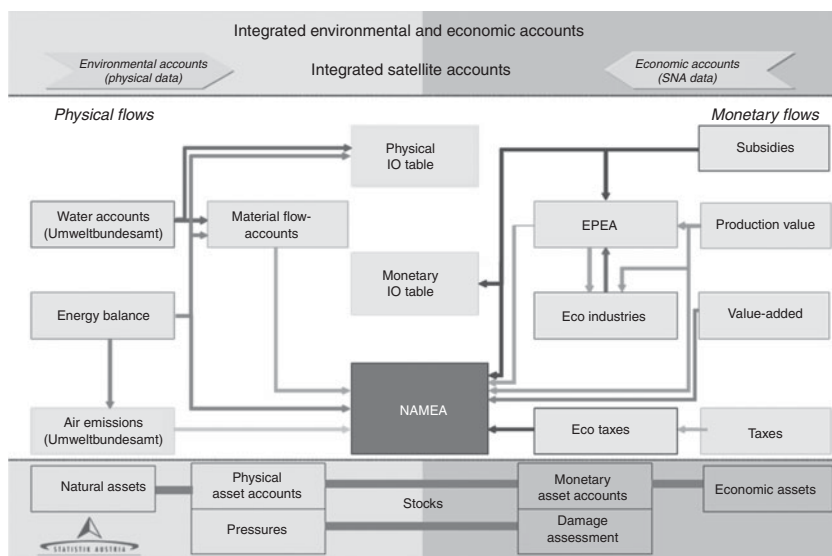 Integrated environmental and economic accounts
Environmental accounts
(physical data)
Integrated satellite accounts
Economic accounts
(SNA data)
Physical flows
Monetary flows
Physical
IO table
Subsidies
Water accounts
(Umweltbundesamt)
Material flow-
accounts
EPEA
Production value
Monetary
IO table
Energy balance
Eco industries
Value-added
NAMEA
Air emissions
(Umweltbundesamt)
Eco taxes
Taxes
Natural assets
Physical
asset accounts
Stocks
Monetary
asset accounts
Economic assets
Pressures
Damage
assessment
STATISTIK AUSTRIA